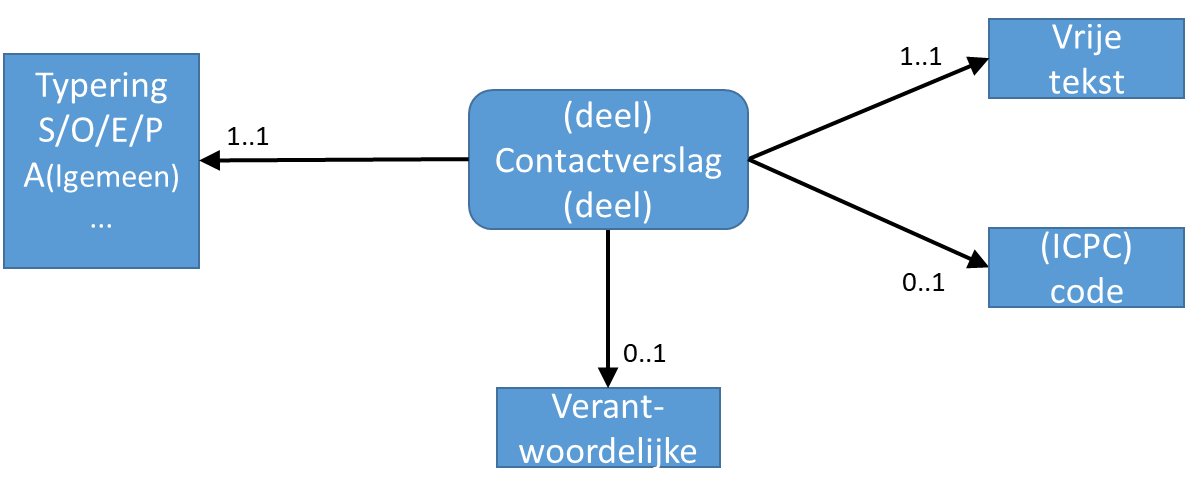 Typering
S/O/E/P
A(lgemeen)
...
1..1
(deel)
Contactverslag
(deel)
1..1
Vrije
tekst
0..1
(ICPC)
code
0..1
Verant-
woordelijke